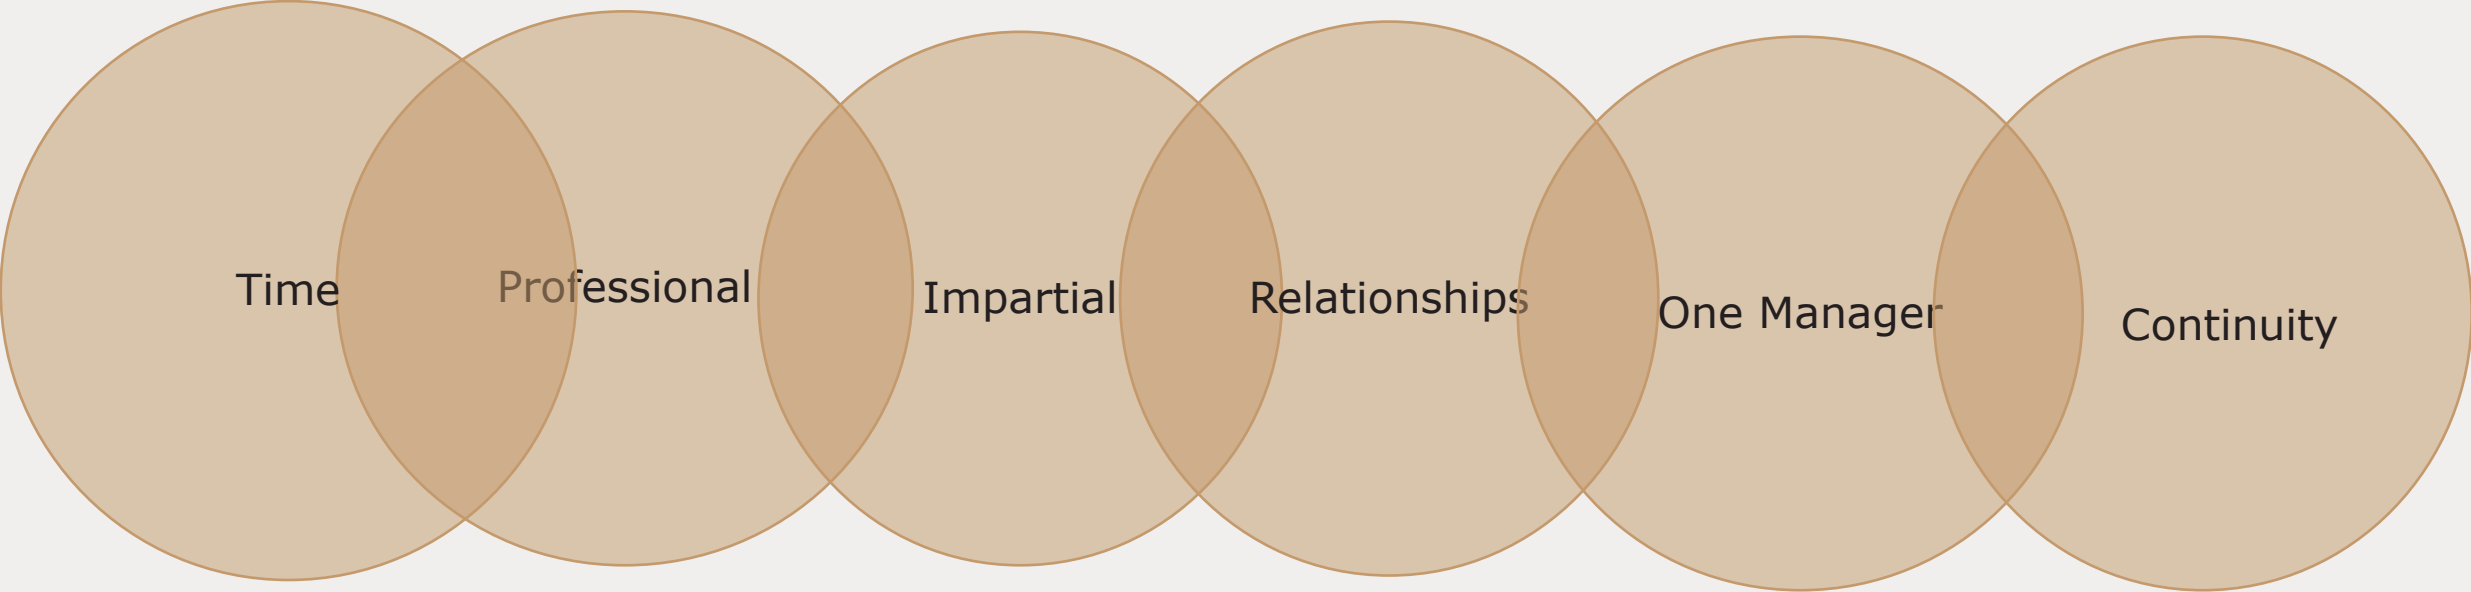 Time
Professional
Impartial
Relationships
One Manager
Continuity